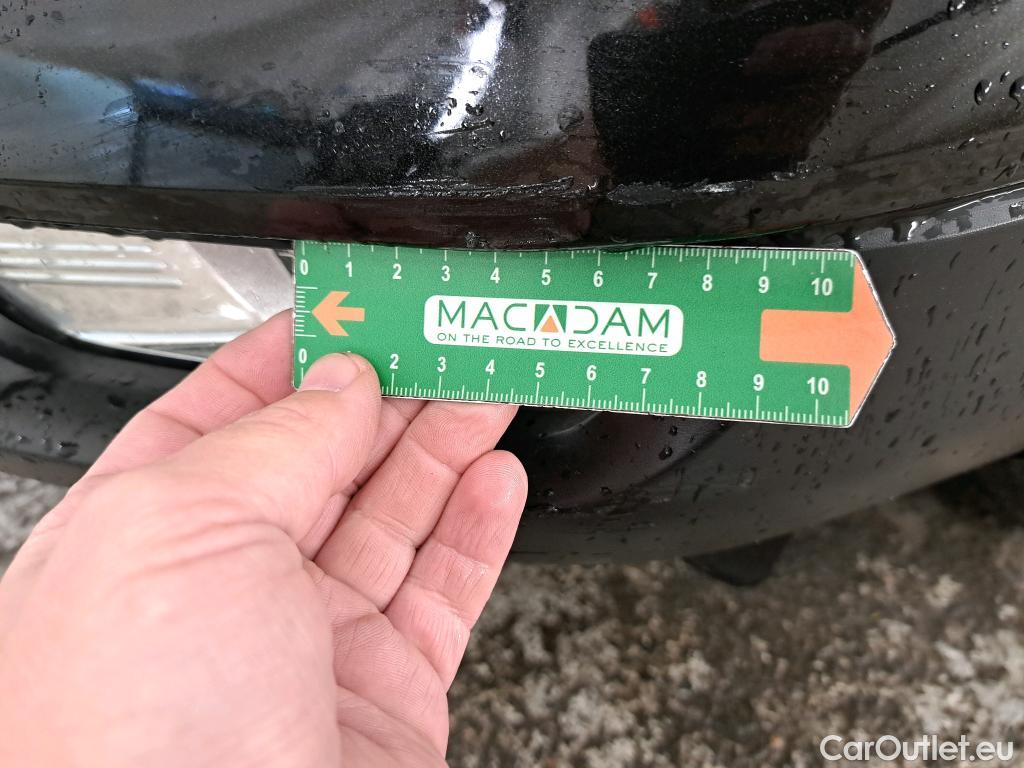 0 1 2 3 4 5 6 7 8 9 10
MACADAM
ON THE ROAD TO EXCELLENCE
0 2 3 4 5 6 7 8 9 10
CarOutlet.eu